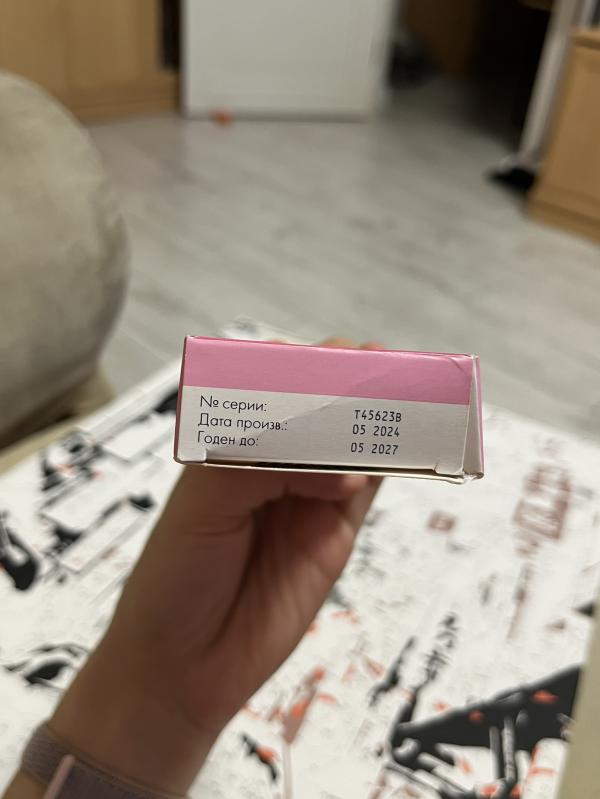 № серии: T45623B
Дата произв.: 05 2024
Годен до: 05 2027